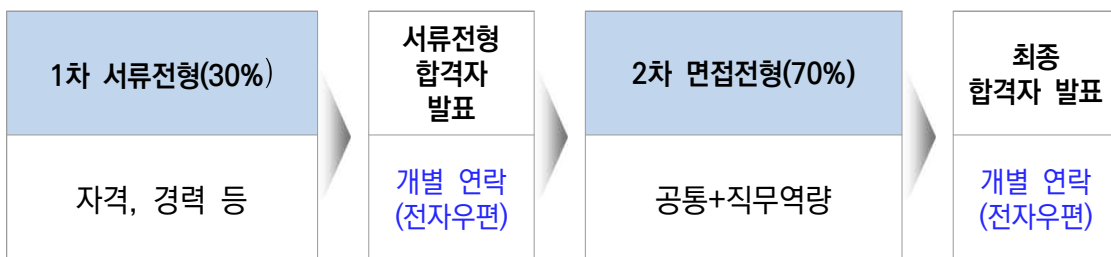 1차 서류전형(30%)
자격, 경력 등
서류전형
합격자
발표
개별 연락
(전자우편)
2차 면접전형(70%)
공통+직무역량
최종
합격자 발표
개별 연락
(전자우편)